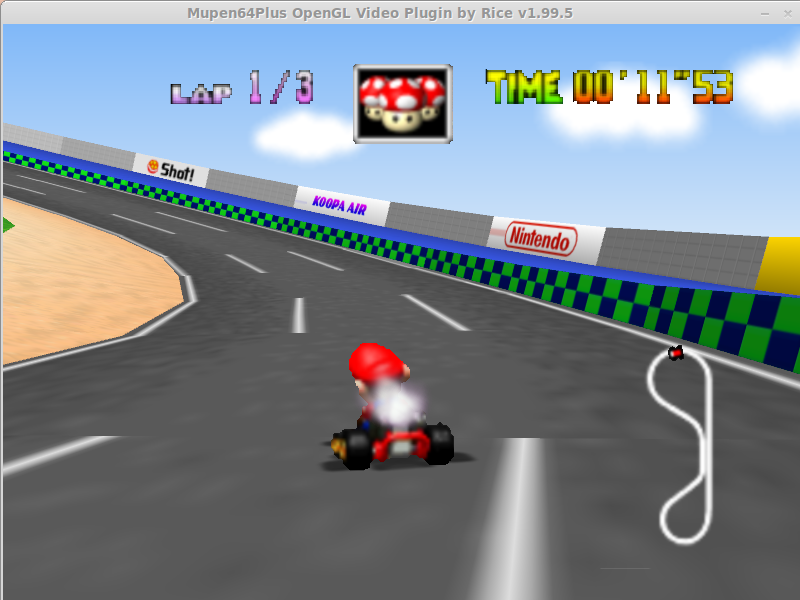 Mupen64Plus OpenGL Video Plugin by Rice v1.99.5
LAP 1/3
TIME 00'11"53
Shot!
KOOPA AIR
Nintendo